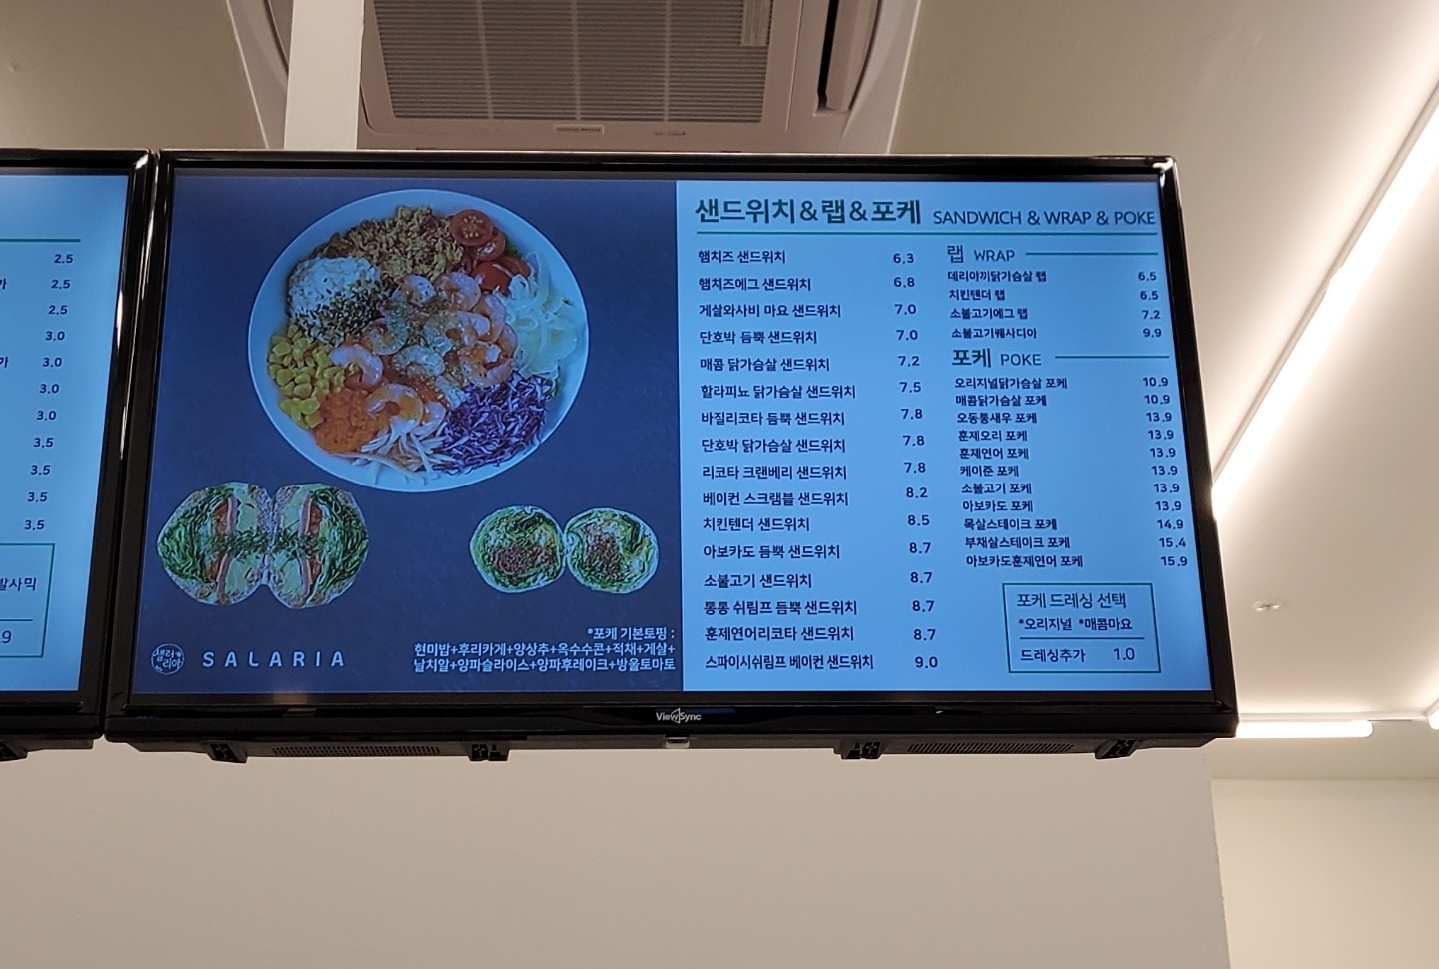 2.5
2.5
2.5
3.0
3.0
3.0
3.0
3.5
3.5
3.5
3.5
샌드위치&랩&포케 SANDWICH & WRAP & POKE
햄치즈 샌드위치 6.3
햄치즈에그 샌드위치 6.8
게살와사비 마요 샌드위치 7.0
단호박 듬뿍 샌드위치 7.0
매콤 닭가슴살 샌드위치 7.2
할라피뇨 닭가슴살 샌드위치 7.5
바질리코타 듬뿍 샌드위치 7.8
단호박 닭가슴살 샌드위치 7.8
리코타 크랜베리 샌드위치 7.8
베이컨 스크램블 샌드위치 8.2
치킨텐더 샌드위치 8.5
아보카도 듬뿍 샌드위치 8.7
소불고기 샌드위치 8.7
통통 쉬림프 듬뿍 샌드위치 8.7
훈제연어리코타 샌드위치 8.7
스파이시쉬림프 베이컨 샌드위치 9.0
랩 WRAP
데리야끼닭가슴살 랩 6.5
치킨텐더 랩 6.5
소불고기에그 랩 7.2
소불고기퀘사디아 9.9
포케 POKE
오리지널닭가슴살 포케 10.9
매콤닭가슴살 포케 10.9
오동통새우 포케 13.9
훈제오리 포케 13.9
훈제연어 포케 13.9
케이준 포케 13.9
소불고기 포케 13.9
아보카도 포케 13.9
목살스테이크 포케 14.9
부채살스테이크 포케 15.4
아보카도훈제연어 포케 15.9
포케 드레싱 선택
*오리지널 *매콤마요
드레싱추가 1.0
*포케 기본토핑 :
현미밥+후리카게+양상추+옥수수콘+적채+게살+
날치알+양파슬라이스+양파후레이크+방울토마토
샐러리아
SALARIA
ViewSync